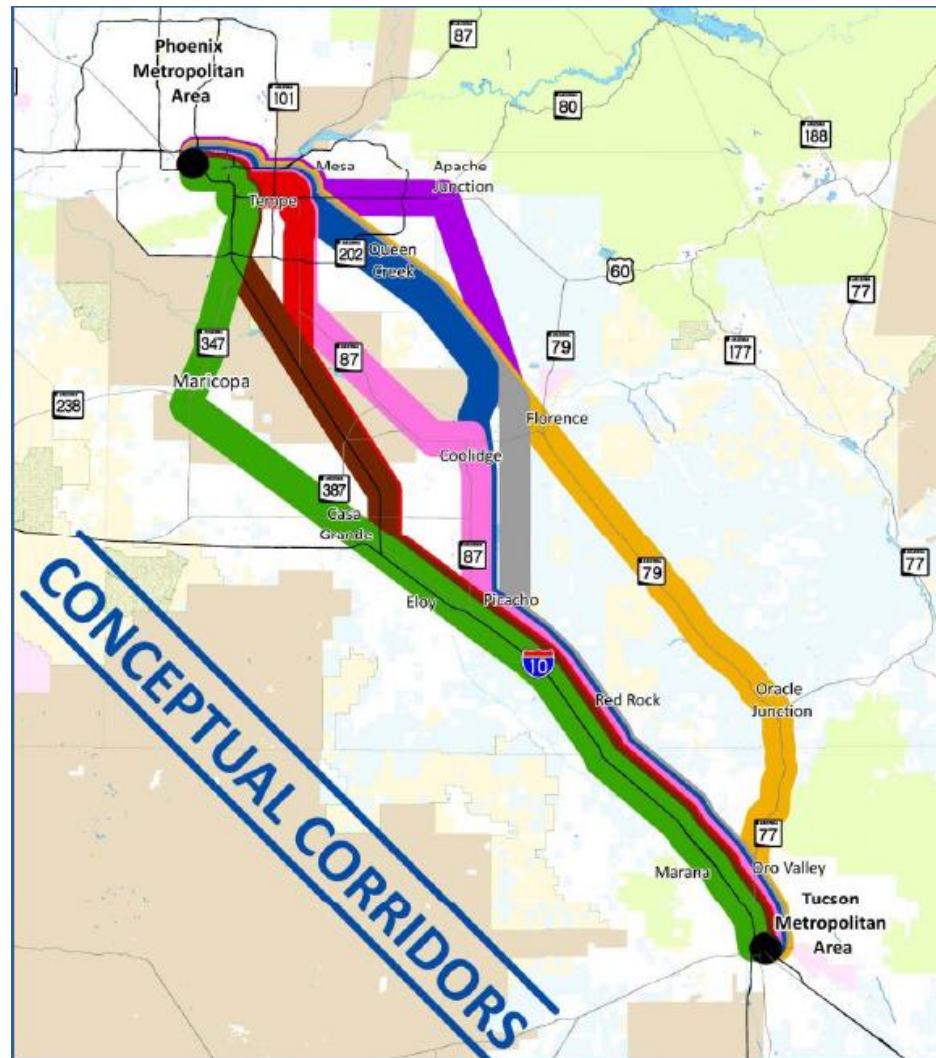 87
Phoenix
Metropolitan
Area
101
80
188
Mesa
Apache
Junction
Tempe
202
Queen
Creek
60
77
347
87
79
177
Maricopa
238
Florence
Coolidge
387
Casa
Grande
87
79
77
Eloy
Picacho
10
Red Rock
Oracle
Junction
CONCEPTUAL CORRIDORS
77
Marana
Oro Valley
Tucson
Metropolitan
Area